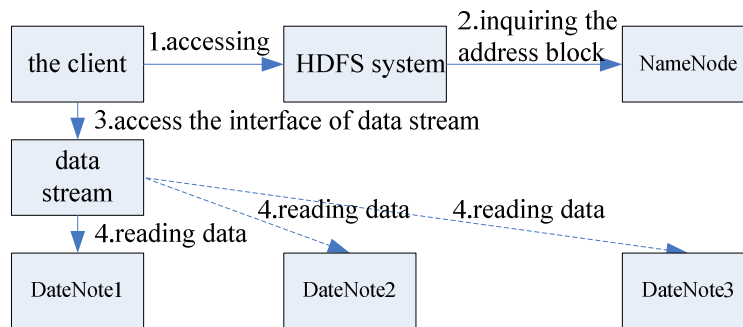 1.accessing
2.inquiring the
address block
the client
HDFS system
NameNode
3.access the interface of data stream
data
stream
4.reading data
4.reading data
4.reading data
DateNote1
DateNote2
DateNote3